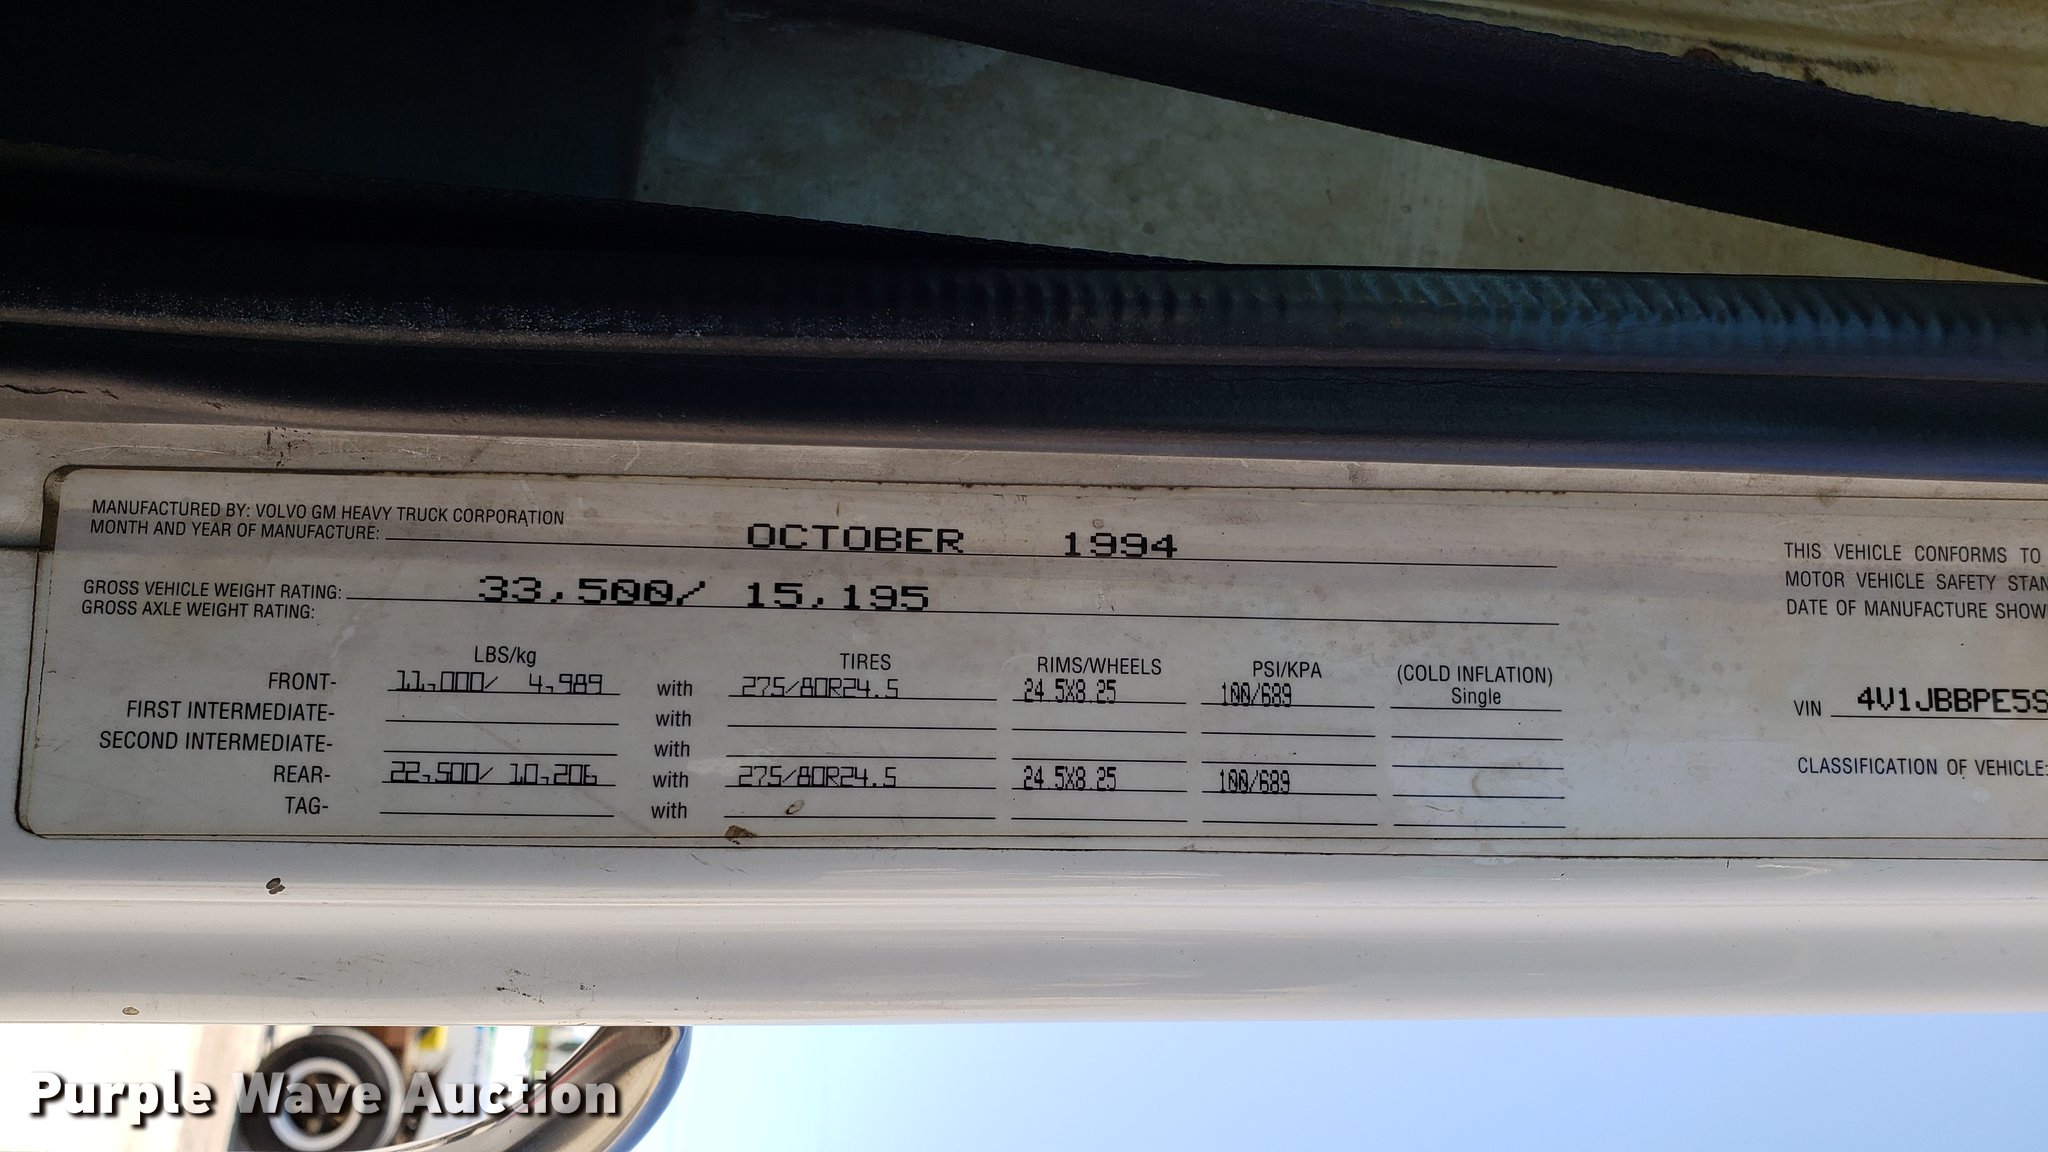 MANUFACTURED BY: VOLVO GM HEAVY TRUCK CORPORATION
MONTH AND YEAR OF MANUFACTURE: OCTOBER 1994
GROSS VEHICLE WEIGHT RATING: 33,500/ 15,195
GROSS AXLE WEIGHT RATING:
LBS/kg TIRES RIMS/WHEELS PSI/KPA (COLD INFLATION)
FRONT- 11,000/ 4,989 with 275/80R24.5 24.5X8.25 100/689 Single
FIRST INTERMEDIATE- with
SECOND INTERMEDIATE- with
REAR- 22,500/ 10,206 with 275/80R24.5 24.5X8.25 100/689
TAG- with
THIS VEHICLE CONFORMS TO
MOTOR VEHICLE SAFETY STAN
DATE OF MANUFACTURE SHOW
VIN 4V1JBBPE5S
CLASSIFICATION OF VEHICLE:
Purple Wave Auction